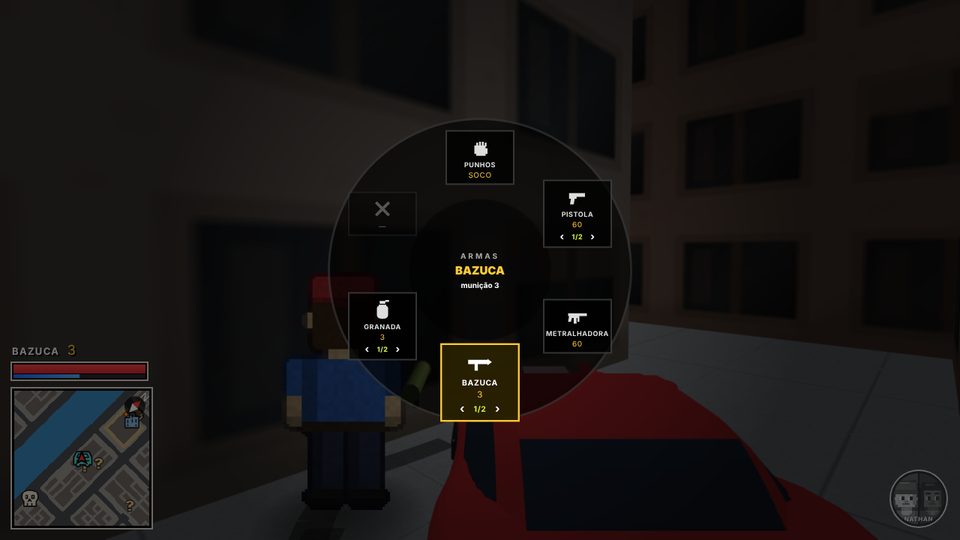 PUNHOS
SOCO
PISTOLA
60
‹ 1/2 ›
—
ARMAS
BAZUCA
munição 3
GRANADA
3
‹ 1/2 ›
METRALHADORA
60
BAZUCA
3
‹ 1/2 ›
BAZUCA 3
N
?
?
NATHAN